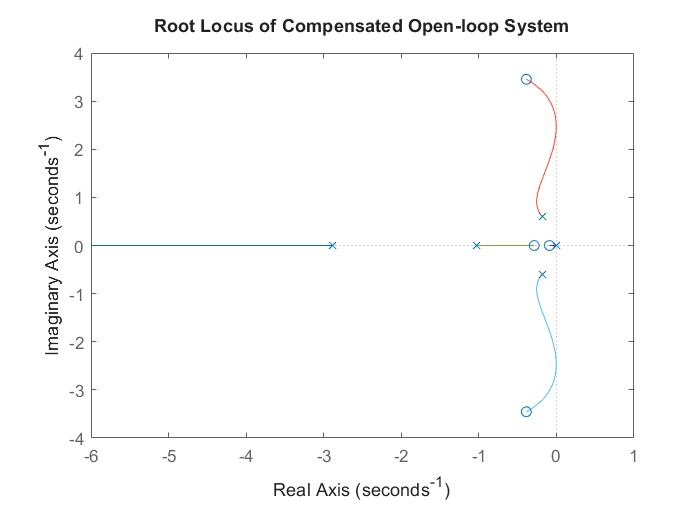 Root Locus of Compensated Open-loop System
4
3
2
1
0
-1
-2
-3
-4
Imaginary Axis (seconds⁻¹)
-6 -5 -4 -3 -2 -1 0 1
Real Axis (seconds⁻¹)